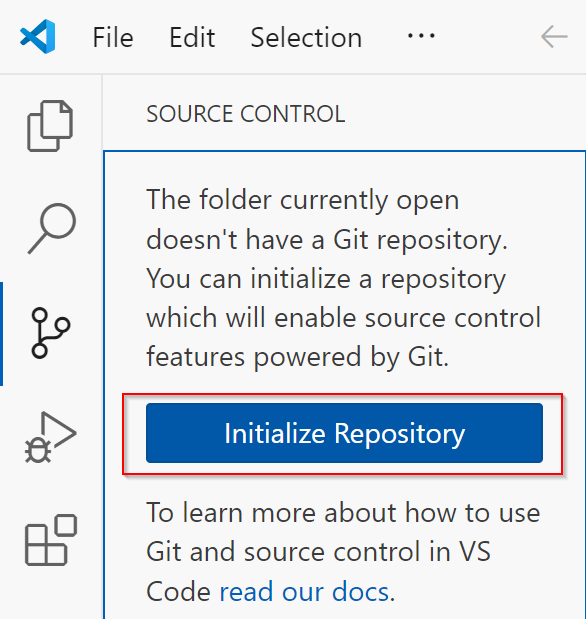 File Edit Selection ···
SOURCE CONTROL
The folder currently open
doesn't have a Git repository.
You can initialize a repository
which will enable source control
features powered by Git.
Initialize Repository
To learn more about how to use
Git and source control in VS
Code read our docs.